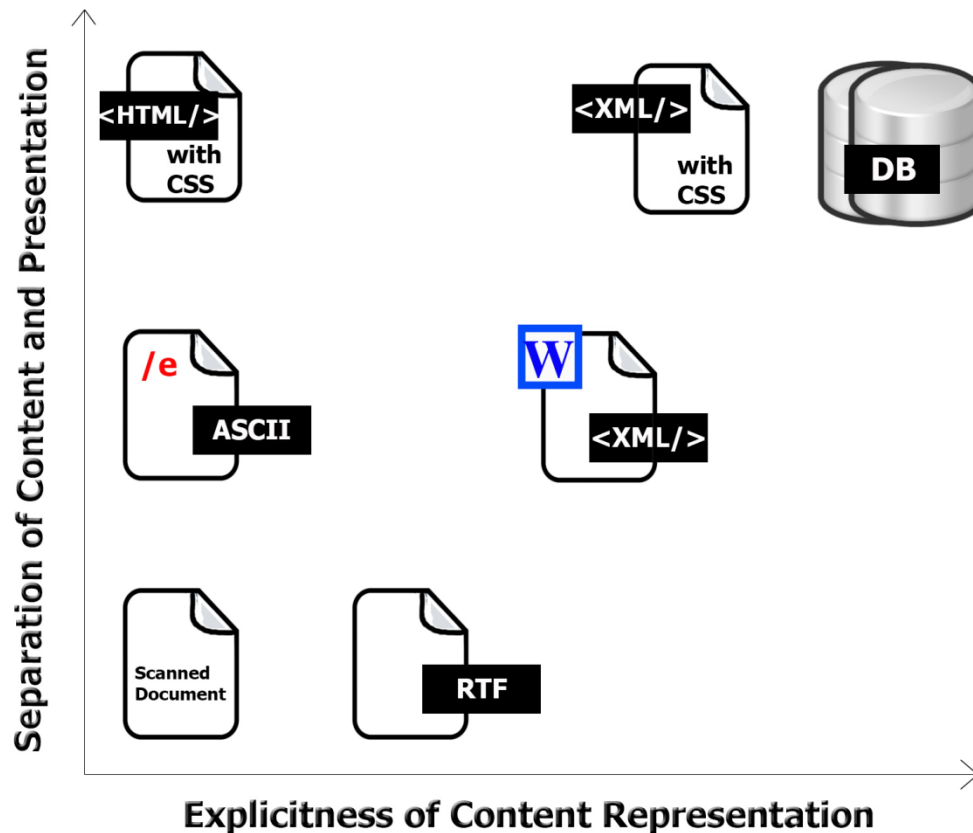 Separation of Content and Presentation
<HTML/>
with
CSS
<XML/>
with
CSS
DB
/e
ASCII
W
<XML/>
Scanned
Document
RTF
Explicitness of Content Representation